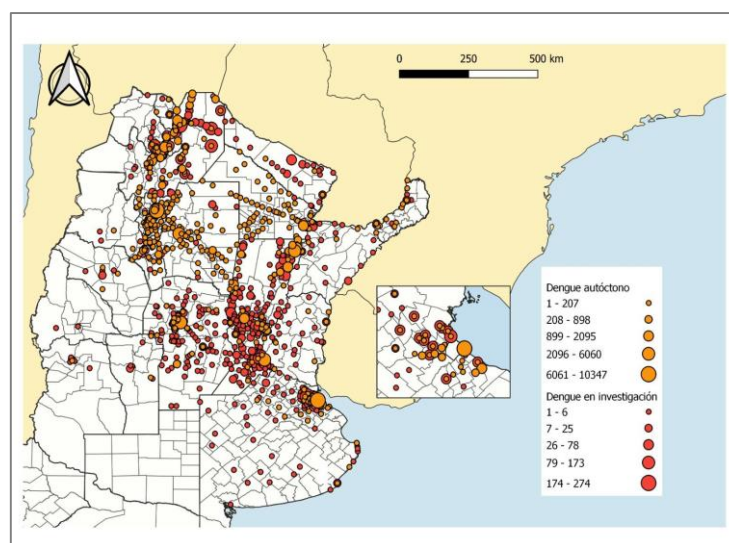 0 250 500 km
Dengue autóctono
1 - 207
208 - 898
899 - 2095
2096 - 6060
6061 - 10347
Dengue en investigación
1 - 6
7 - 25
26 - 78
79 - 173
174 - 274